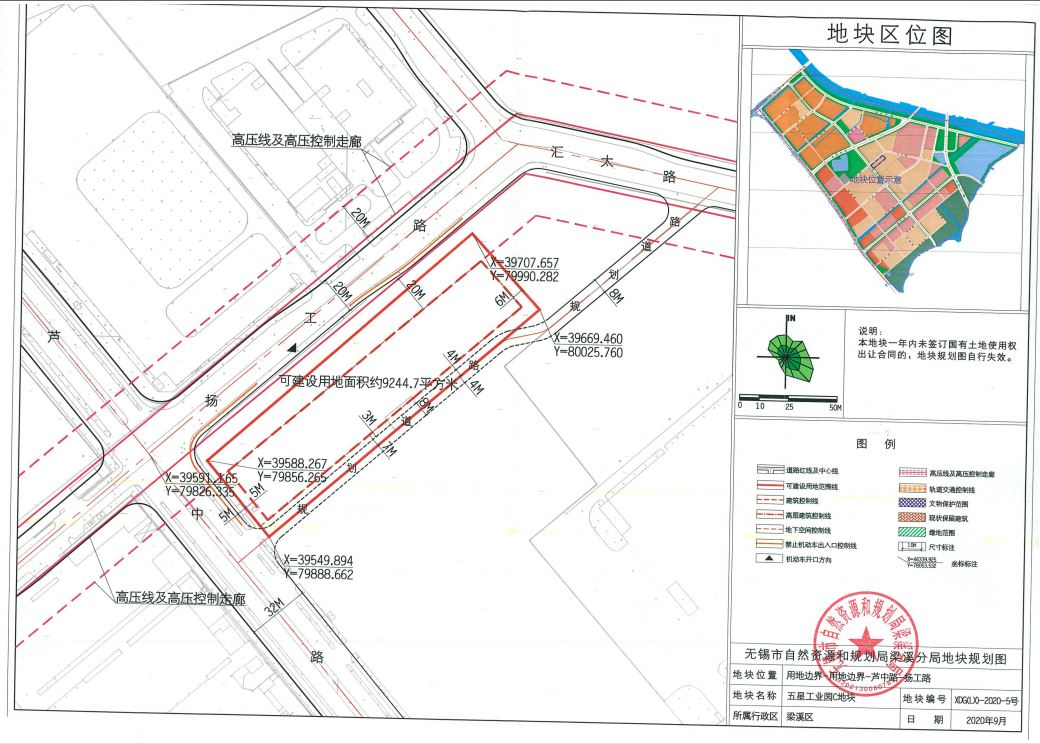 地块区位图
地块位置示意
高压线及高压控制走廊
汇太路
20M
路
规划道路
20M
20M
X=39707.657
Y=79990.282
6M
8M
芦
工
X=39669.460
Y=80025.760
4M
4M
可建设用地面积约9244.7平方米
扬
8M
3M
7M
规划道路
X=39588.267
Y=79856.265
X=39591.165
Y=79826.335
5M
5M
中
X=39549.894
Y=79888.662
高压线及高压控制走廊
32M
路
N
0 10 25 50M
说明：
本地块一年内未签订国有土地使用权
出让合同的，地块规划图自行失效。
图 例
道路红线及中心线
可建设用地范围线
建筑控制线
高层建筑控制线
地下空间控制线
禁止机动车出入口控制线
机动车开口方向
高压线及高压控制走廊
轨道交通控制线
文物保护范围
现状保留建筑
绿地范围
10M 尺寸标注
坐标标注
无锡市自然资源和规划局梁溪分局地块规划图
地块位置 用地边界-用地边界-芦中路-扬工路
地块名称 五星工业园C地块 地块编号 XDG(LX)-2020-5号
所属行政区 梁溪区 日 期 2020年9月